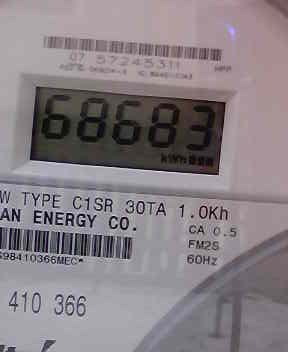 07 57245311
68683
kWh
W TYPE C1SR 30TA 1.0Kh
AN ENERGY CO.
CA 0.5
FM2S
S98410366MEC*
60Hz
410 366